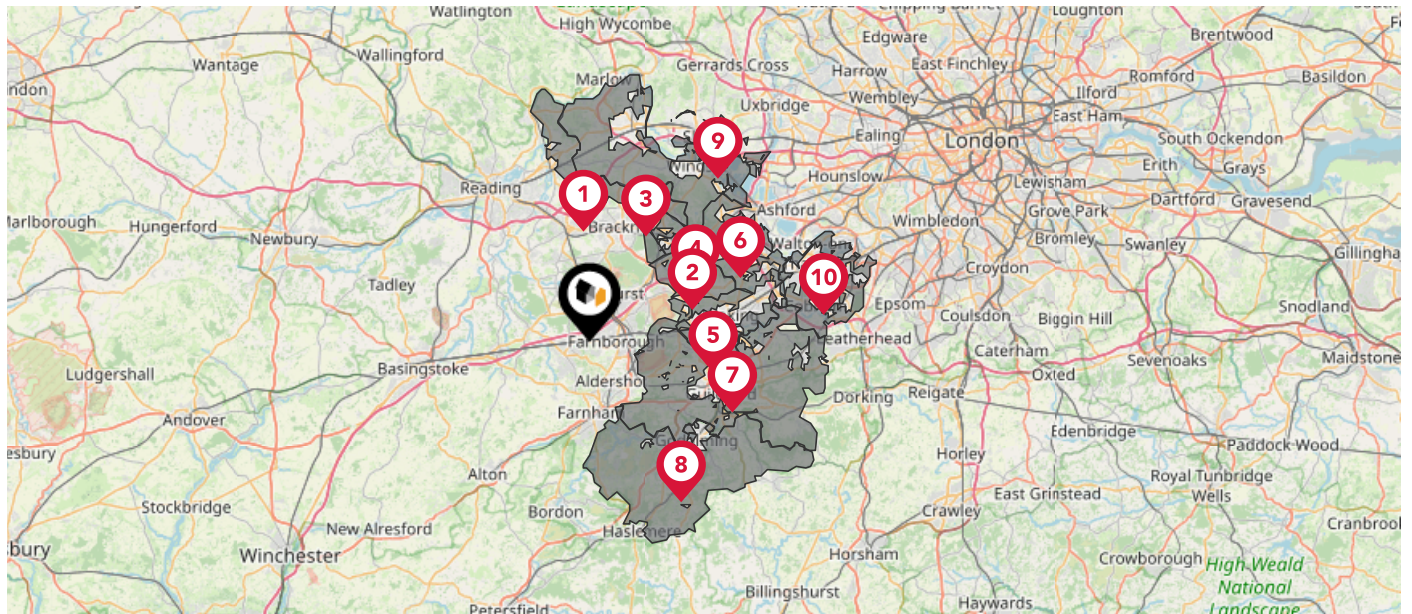 Watlington
High Wycombe
Loughton
Brentwood
Edgware
East Finchley
Wallingford
Wantage
Gerrards Cross
Harrow
Marlow
Romford
Basildon
Ilford
Wembley
Uxbridge
East Ham
London
Ealing
South Ockendon
9
Erith
Grays
Reading
Hounslow
Lewisham
1
3
Dartford
Gravesend
Ashford
Grove Park
Marlborough
Hungerford
Wimbledon
Newbury
Bromley
Swanley
4
6
Gillingham
2
Croydon
10
Tadley
Epsom
Snodland
Coulsdon
Biggin Hill
5
Farnborough
Leatherhead
Caterham
Sevenoaks
Maidstone
Basingstoke
Oxted
Ludgershall
7
Reigate
Dorking
Andover
Edenbridge
Paddock Wood
Horley
8
Alton
Royal Tunbridge
Wells
East Grinstead
Stockbridge
Bordon
Crawley
New Alresford
Haslemere
Winchester
Horsham
Crowborough
High Weald
National
Landscape
Billingshurst
Haywards
Petersfield